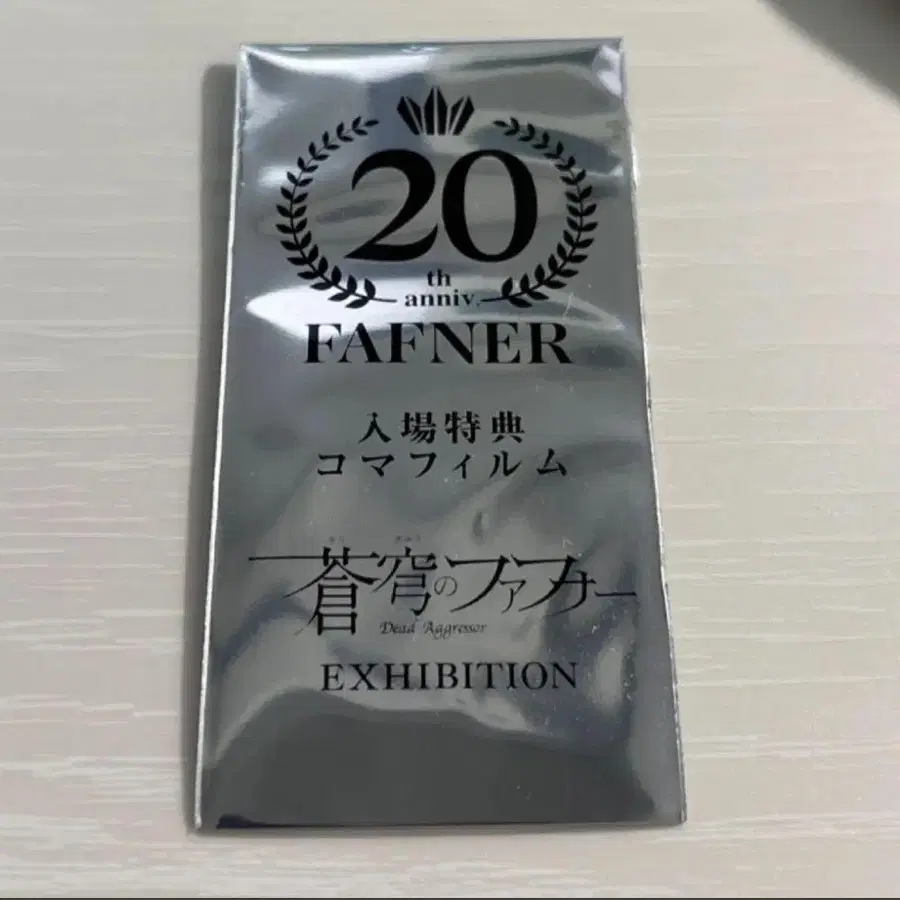 20
th
anniv.
FAFNER
入場特典
コマフィルム
蒼穹のファフナー
Dead Aggressor
EXHIBITION